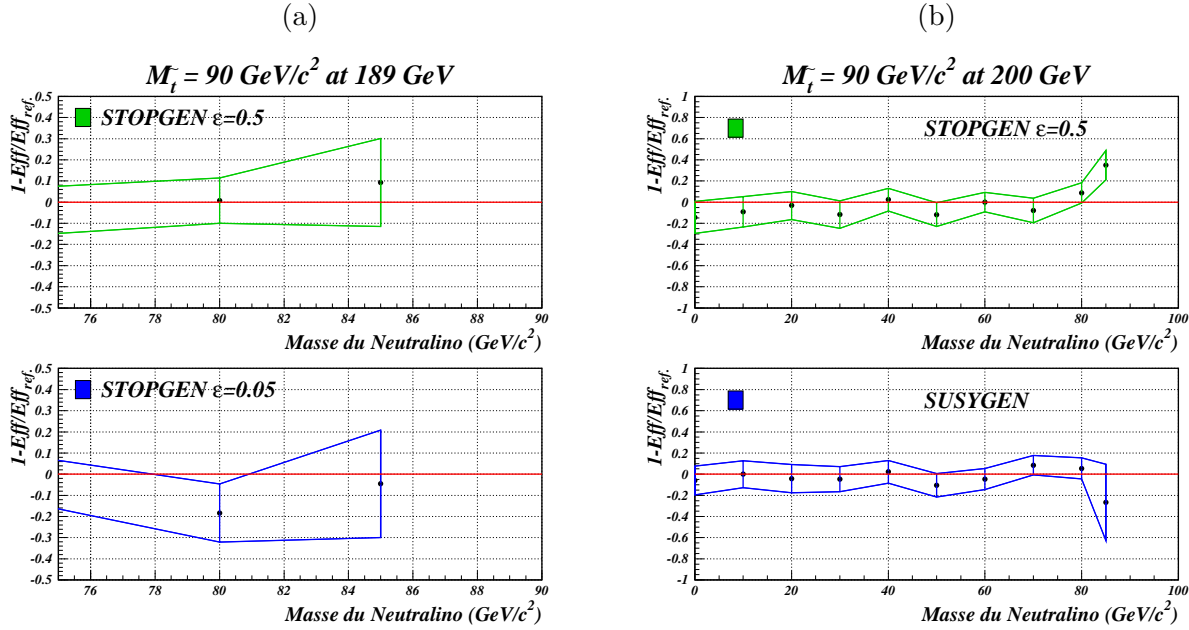 (a)
M_t̃ = 90 GeV/c² at 189 GeV
1-Eff/Eff_ref.
0.5
0.4
0.3
0.2
0.1
0
-0.1
-0.2
-0.3
-0.4
-0.5
STOPGEN ε=0.5
76 78 80 82 84 86 88 90
Masse du Neutralino (GeV/c²)
1-Eff/Eff_ref.
0.5
0.4
0.3
0.2
0.1
0
-0.1
-0.2
-0.3
-0.4
-0.5
STOPGEN ε=0.05
76 78 80 82 84 86 88 90
Masse du Neutralino (GeV/c²)
(b)
M_t̃ = 90 GeV/c² at 200 GeV
1-Eff/Eff_ref.
1
0.8
0.6
0.4
0.2
0
-0.2
-0.4
-0.6
-0.8
-1
STOPGEN ε=0.5
0 20 40 60 80 100
Masse du Neutralino (GeV/c²)
1-Eff/Eff_ref.
1
0.8
0.6
0.4
0.2
0
-0.2
-0.4
-0.6
-0.8
-1
SUSYGEN
0 20 40 60 80 100
Masse du Neutralino (GeV/c²)